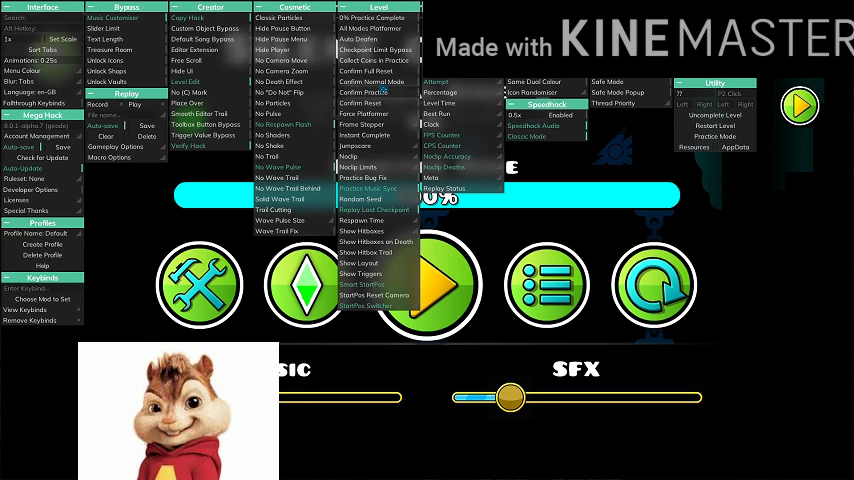 Interface
Search:
Alt Hotkey:
1x Set Scale
Sort Tabs
Animations: 0.25s
Menu Colour
Blur: Tabs
Language: en-GB
Fallthrough Keybinds
Mega Hack
8.0.1-alpha.7 (geode)
Account Management
Auto-save Save
Check for Update
Auto-Update
Ruleset: None
Developer Options
Licenses
Special Thanks
Profiles
Profile Name: Default
Create Profile
Delete Profile
Help
Keybinds
Enter Keybind...
Choose Mod to Set
View Keybinds
Remove Keybinds
Bypass
Music Customiser
Slider Limit
Text Length
Treasure Room
Unlock Icons
Unlock Shops
Unlock Vaults
Replay
Record Play
File name...
Auto-save Save
Clear Delete
Gameplay Options
Macro Options
Creator
Copy Hack
Custom Object Bypass
Default Song Bypass
Editor Extension
Free Scroll
Hide UI
Level Edit
No (C) Mark
Place Over
Smooth Editor Trail
Toolbox Button Bypass
Trigger Value Bypass
Verify Hack
Cosmetic
Classic Particles
Hide Pause Button
Hide Pause Menu
Hide Player
No Camera Move
No Camera Zoom
No Death Effect
No "Do Not" Flip
No Particles
No Pulse
No Respawn Flash
No Shaders
No Shake
No Trail
No Wave Pulse
No Wave Trail
No Wave Trail Behind
Solid Wave Trail
Trail Cutting
Wave Pulse Size
Wave Trail Fix
Level
0% Practice Complete
All Modes Platformer
Auto Deafen
Checkpoint Limit Bypass
Collect Coins in Practice
Confirm Full Reset
Confirm Normal Mode
Confirm Practice
Confirm Reset
Force Platformer
Frame Stepper
Instant Complete
Jumpscare
Noclip
Noclip Limits
Practice Bug Fix
Practice Music Sync
Random Seed
Replay Last Checkpoint
Respawn Time
Show Hitboxes
Show Hitboxes on Death
Show Hitbox Trail
Show Layout
Show Triggers
Smart StartPos
StartPos Reset Camera
StartPos Switcher
Attempt
Percentage
Level Time
Best Run
Clock
FPS Counter
CPS Counter
Noclip Accuracy
Noclip Deaths
Meta
Replay Status
Same Dual Colour
Icon Randomiser
Speedhack
0.5x Enabled
Speedhack Audio
Classic Mode
Safe Mode
Safe Mode Popup
Thread Priority
Utility
?? P2 Click
Left Right Left Right
Uncomplete Level
Restart Level
Practice Mode
Resources AppData
Made with KINEMASTER
E
0%
SIC
SFX
A